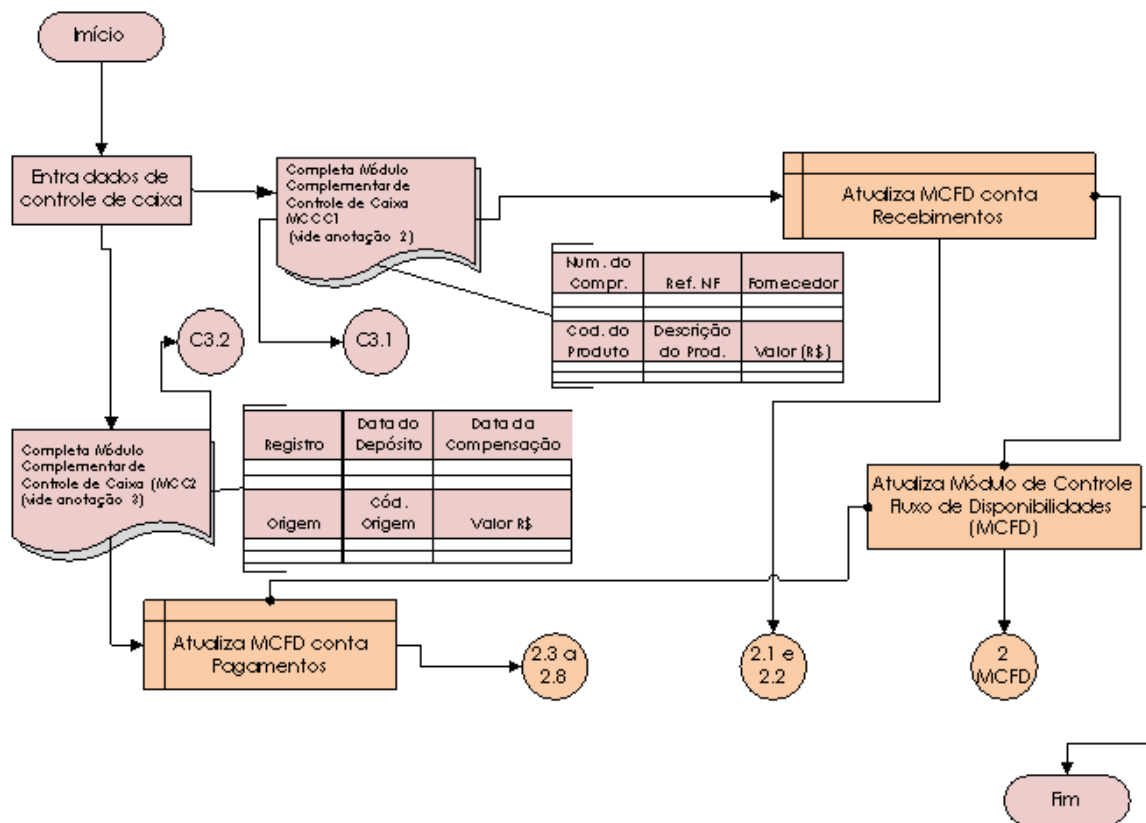 Início
Entra dados de
controle de caixa
Completa Módulo
Complementar de
Controle de Caixa
MCCC1
(vide anotação 2)
Atualiza MCFD conta
Recebimentos
Num. do
Compr.
Ref. NF
Fornecedor
Cod. do
Produto
Descrição
do Prod.
Valor (R$)
C3.2
C3.1
Completa Módulo
Complementar de
Controle de Caixa (MCC2
(vide anotação 3)
Registro
Data do
Depósito
Data da
Compensação
Origem
Cód.
Origem
Valor R$
Atualiza Módulo de Controle
Fluxo de Disponibilidades
(MCFD)
Atualiza MCFD conta
Pagamentos
2.3 a
2.8
2.1 e
2.2
2
MCFD
Fim